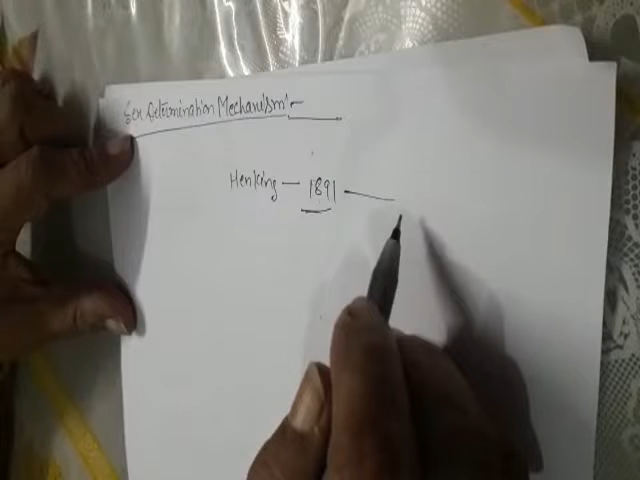 Sex Determination Mechanism :-
Henking — 1891 —